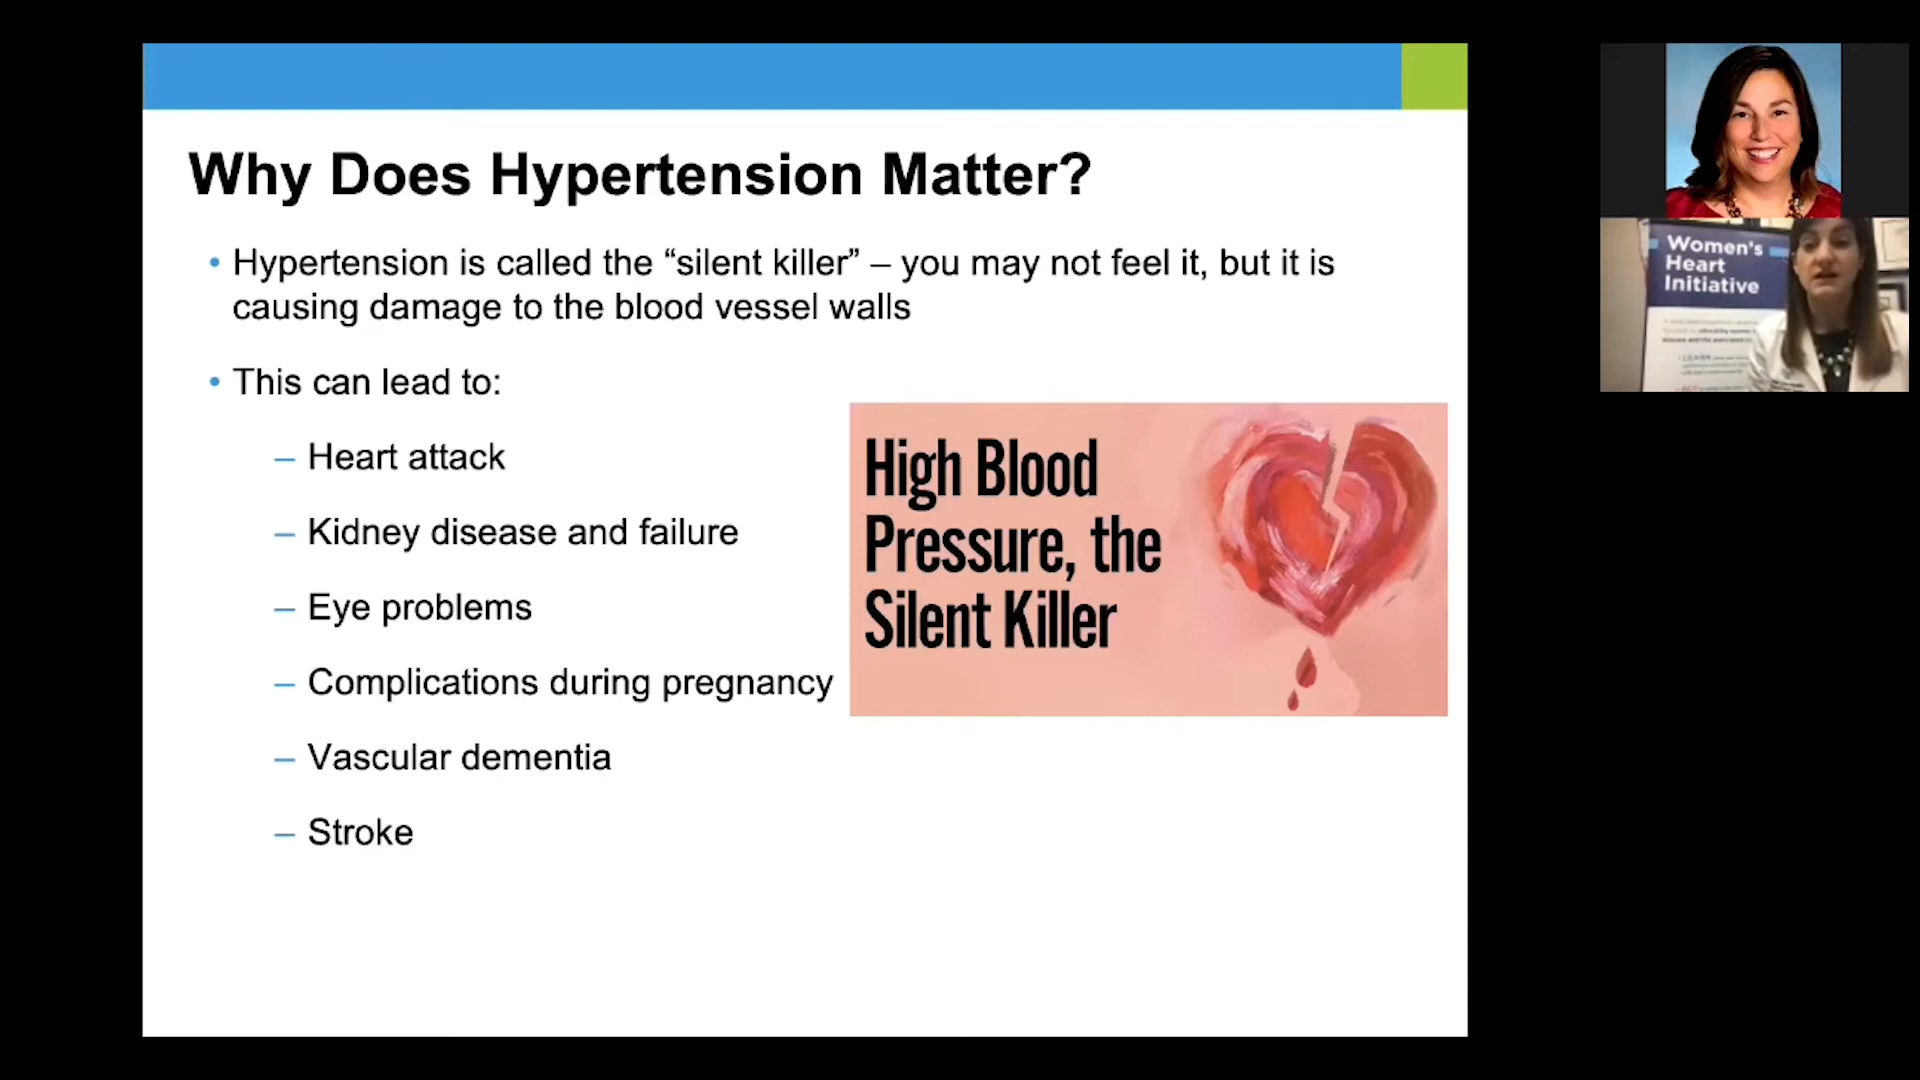 Why Does Hypertension Matter?
• Hypertension is called the “silent killer” – you may not feel it, but it is
causing damage to the blood vessel walls
• This can lead to:
– Heart attack
– Kidney disease and failure
– Eye problems
– Complications during pregnancy
– Vascular dementia
– Stroke
High Blood
Pressure, the
Silent Killer
Women's
Heart
Initiative
LEARN